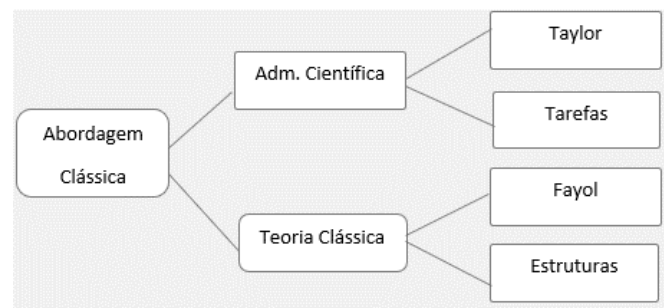 Abordagem
Clássica
Adm. Científica
Teoria Clássica
Taylor
Tarefas
Fayol
Estruturas